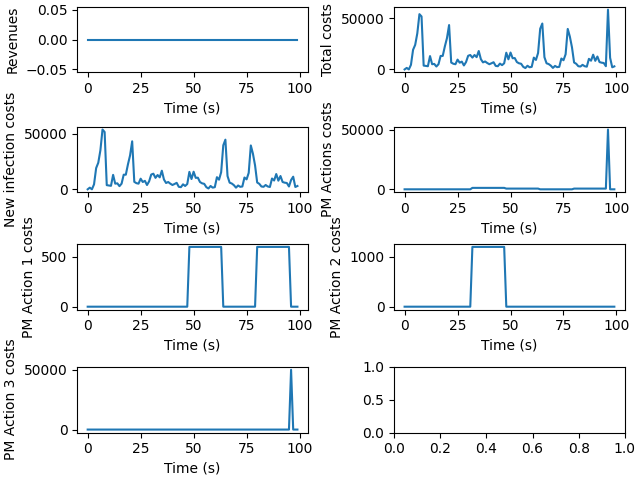 Revenues
0.05
0.00
−0.05
0 25 50 75 100
Time (s)
Total costs
50000
0
0 25 50 75 100
Time (s)
New infection costs
50000
0
0 25 50 75 100
Time (s)
PM Actions costs
50000
0
0 25 50 75 100
Time (s)
PM Action 1 costs
500
0
0 25 50 75 100
Time (s)
PM Action 2 costs
1000
0
0 25 50 75 100
Time (s)
PM Action 3 costs
50000
0
0 25 50 75 100
Time (s)
1.0
0.5
0.0
0.0 0.2 0.4 0.6 0.8 1.0